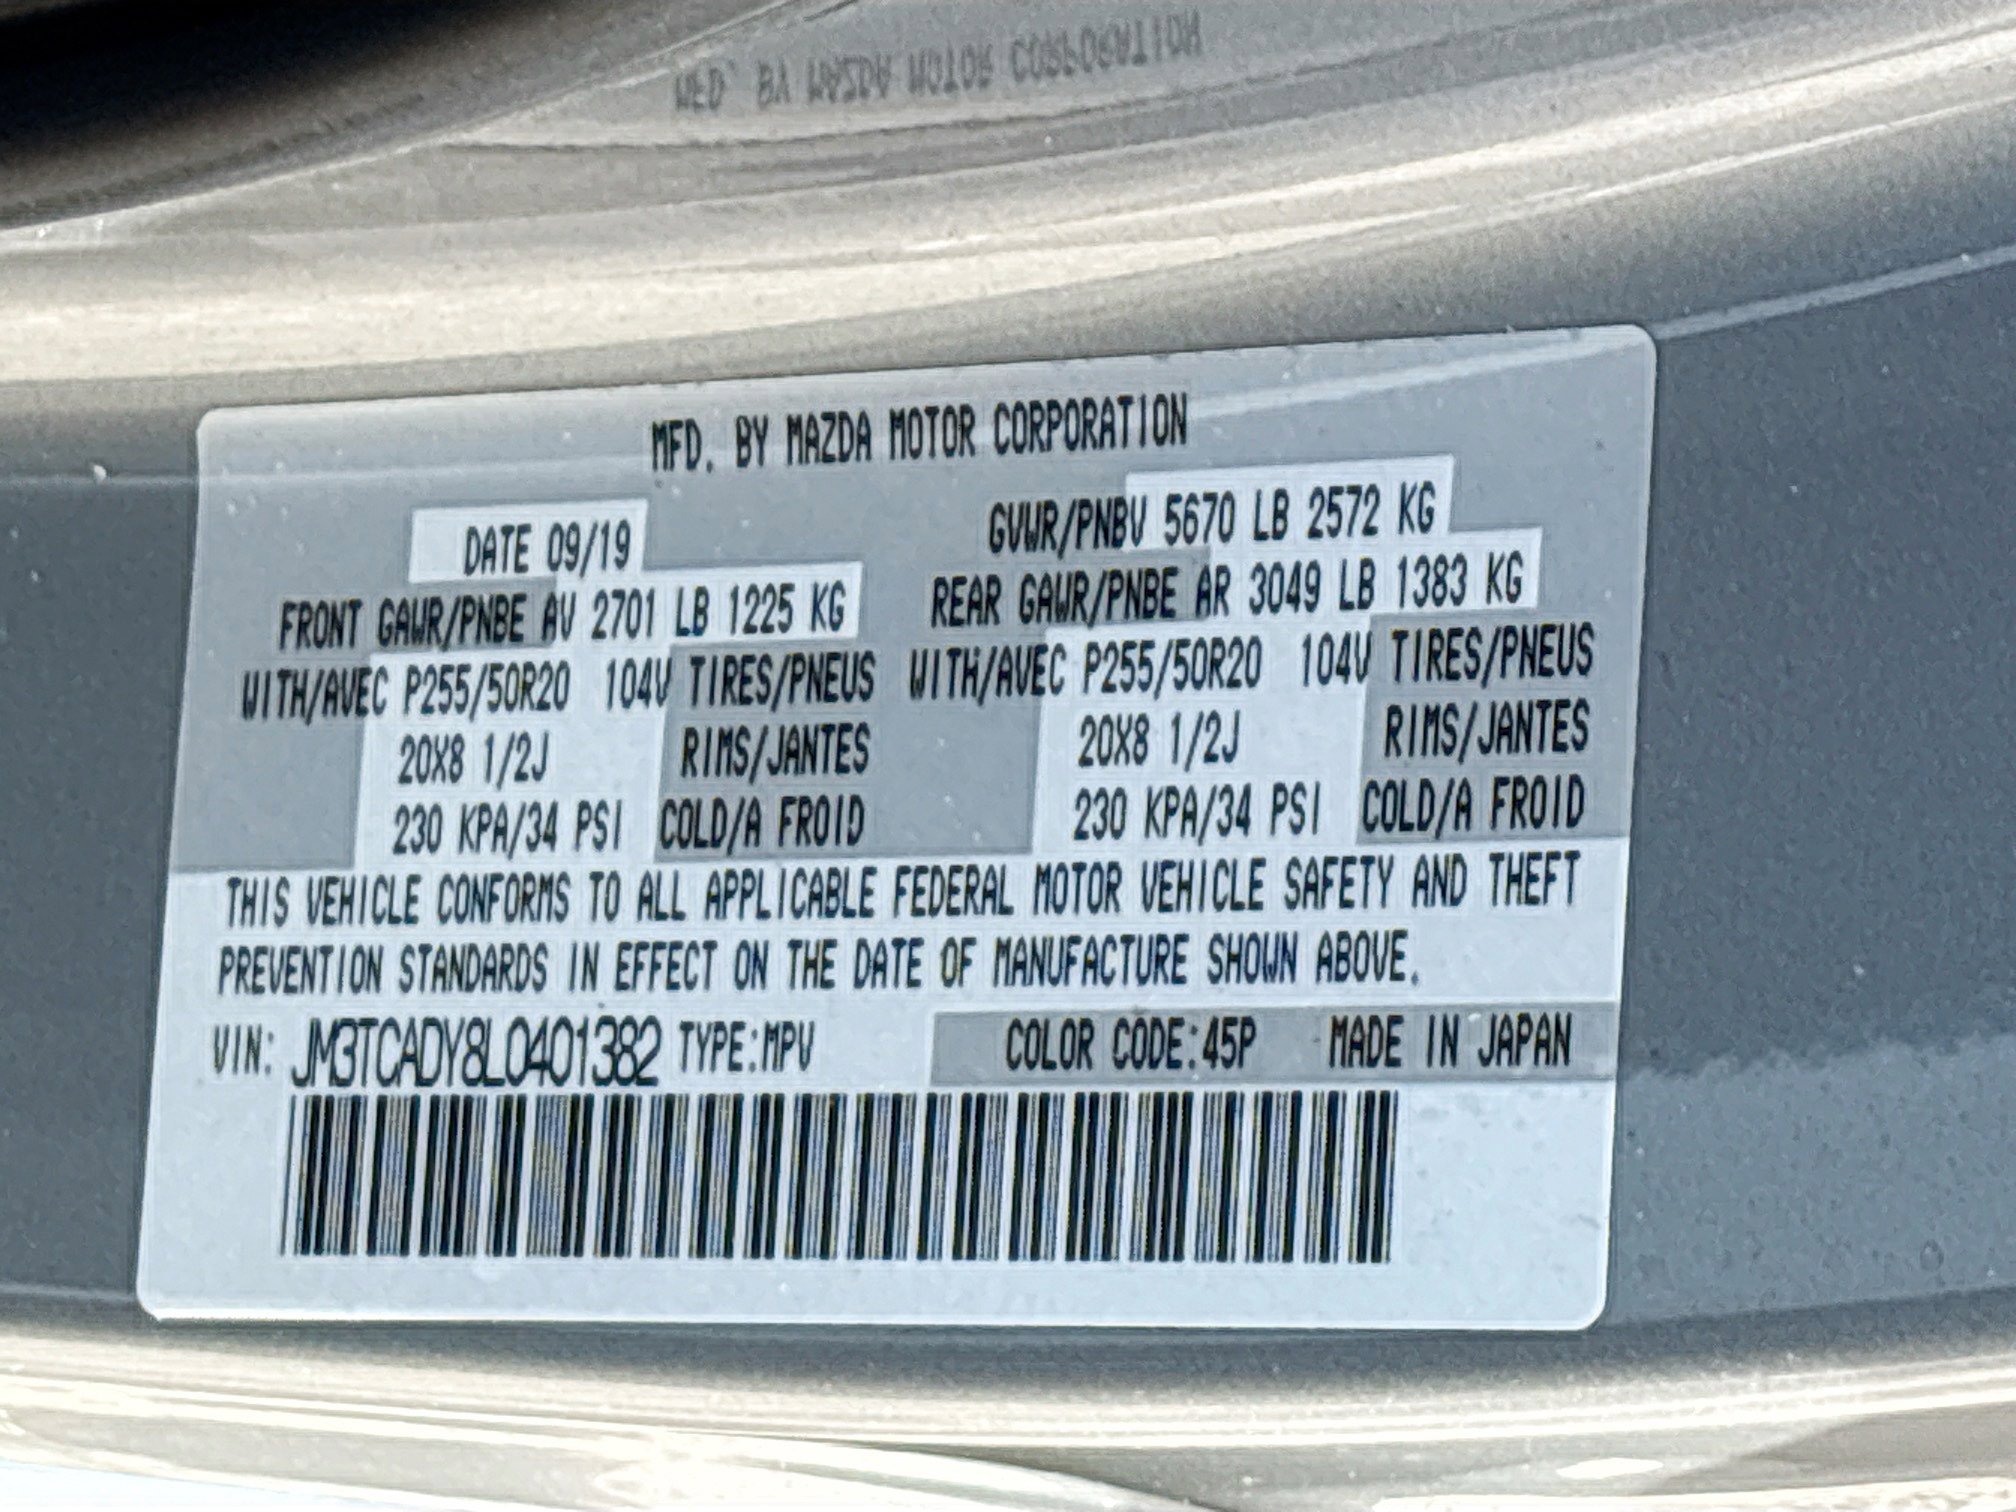 MFD. BY MAZDA MOTOR CORPORATION
DATE 09/19 GVWR/PNBV 5670 LB 2572 KG
FRONT GAWR/PNBE AV 2701 LB 1225 KG REAR GAWR/PNBE AR 3049 LB 1383 KG
WITH/AVEC P255/50R20 104V TIRES/PNEUS WITH/AVEC P255/50R20 104V TIRES/PNEUS
20X8 1/2J RIMS/JANTES 20X8 1/2J RIMS/JANTES
230 KPA/34 PSI COLD/A FROID 230 KPA/34 PSI COLD/A FROID
THIS VEHICLE CONFORMS TO ALL APPLICABLE FEDERAL MOTOR VEHICLE SAFETY AND THEFT
PREVENTION STANDARDS IN EFFECT ON THE DATE OF MANUFACTURE SHOWN ABOVE.
VIN: JM3TCADY8L0401382 TYPE:MPV COLOR CODE:45P MADE IN JAPAN